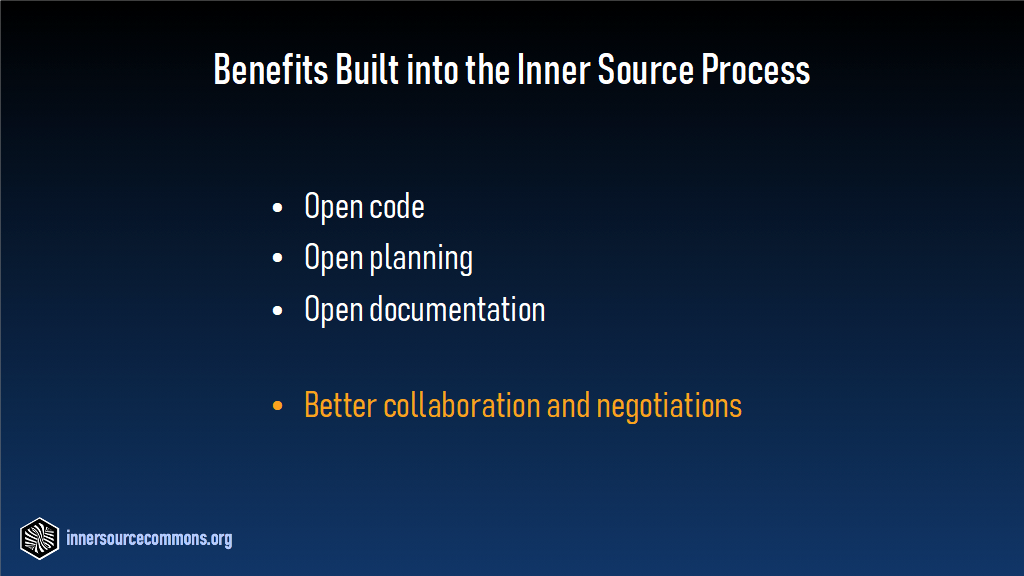 Benefits Built into the Inner Source Process
• Open code
• Open planning
• Open documentation
• Better collaboration and negotiations
innersourcecommons.org